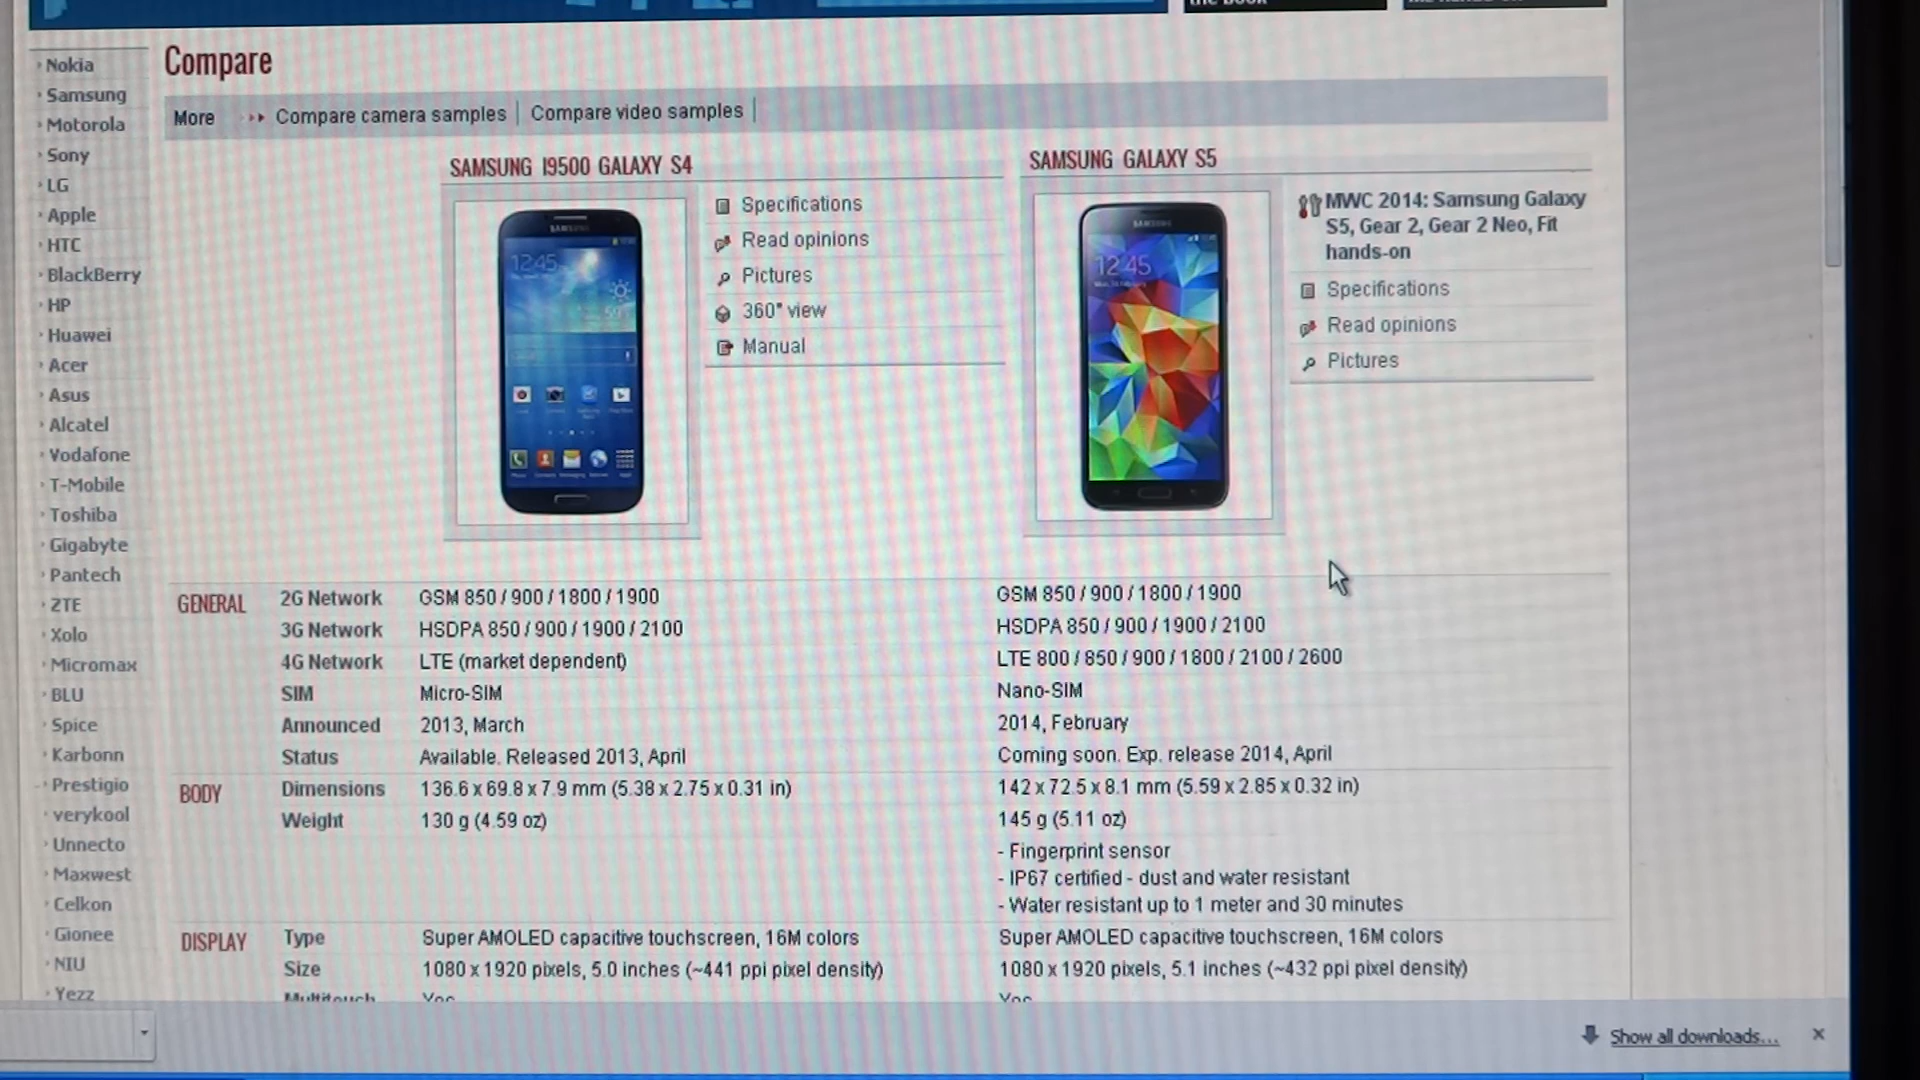 Compare
More Compare camera samples | Compare video samples |
Nokia
Samsung
Motorola
Sony
LG
Apple
HTC
BlackBerry
HP
Huawei
Acer
Asus
Alcatel
Vodafone
T-Mobile
Toshiba
Gigabyte
Pantech
ZTE
Xolo
Micromax
BLU
Spice
Karbonn
Prestigio
verykool
Unnecto
Maxwest
Celkon
Gionee
NIU
Yezz
SAMSUNG I9500 GALAXY S4
SAMSUNG
12:45
Specifications
Read opinions
Pictures
360° view
Manual
SAMSUNG GALAXY S5
SAMSUNG
12:45
MWC 2014: Samsung Galaxy
S5, Gear 2, Gear 2 Neo, Fit
hands-on
Specifications
Read opinions
Pictures
GENERAL 2G Network GSM 850 / 900 / 1800 / 1900 GSM 850 / 900 / 1800 / 1900
3G Network HSDPA 850 / 900 / 1900 / 2100 HSDPA 850 / 900 / 1900 / 2100
4G Network LTE (market dependent) LTE 800 / 850 / 900 / 1800 / 2100 / 2600
SIM Micro-SIM Nano-SIM
Announced 2013, March 2014, February
Status Available. Released 2013, April Coming soon. Exp. release 2014, April
BODY Dimensions 136.6 x 69.8 x 7.9 mm (5.38 x 2.75 x 0.31 in) 142 x 72.5 x 8.1 mm (5.59 x 2.85 x 0.32 in)
Weight 130 g (4.59 oz) 145 g (5.11 oz)
- Fingerprint sensor
- IP67 certified - dust and water resistant
- Water resistant up to 1 meter and 30 minutes
DISPLAY Type Super AMOLED capacitive touchscreen, 16M colors Super AMOLED capacitive touchscreen, 16M colors
Size 1080 x 1920 pixels, 5.0 inches (~441 ppi pixel density) 1080 x 1920 pixels, 5.1 inches (~432 ppi pixel density)
Multitouch Yes Yes
Show all downloads...